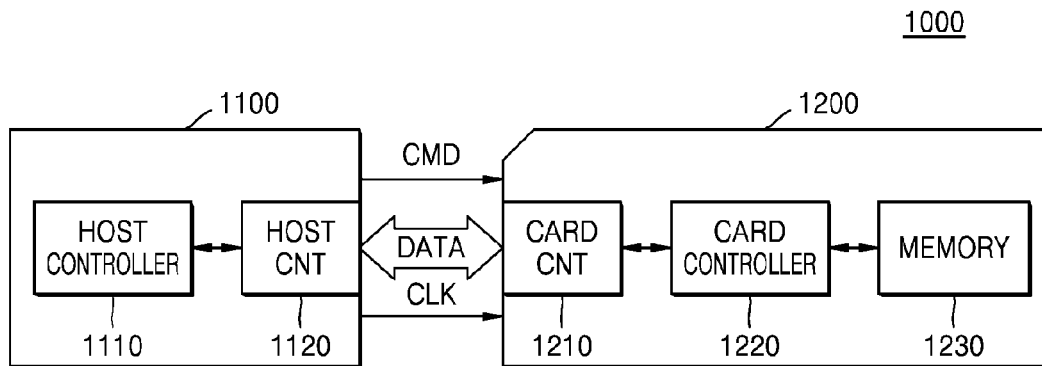 1000
1100
1200
CMD
HOST
CONTROLLER
HOST
CNT
DATA
CARD
CNT
CARD
CONTROLLER
MEMORY
CLK
1110
1120
1210
1220
1230